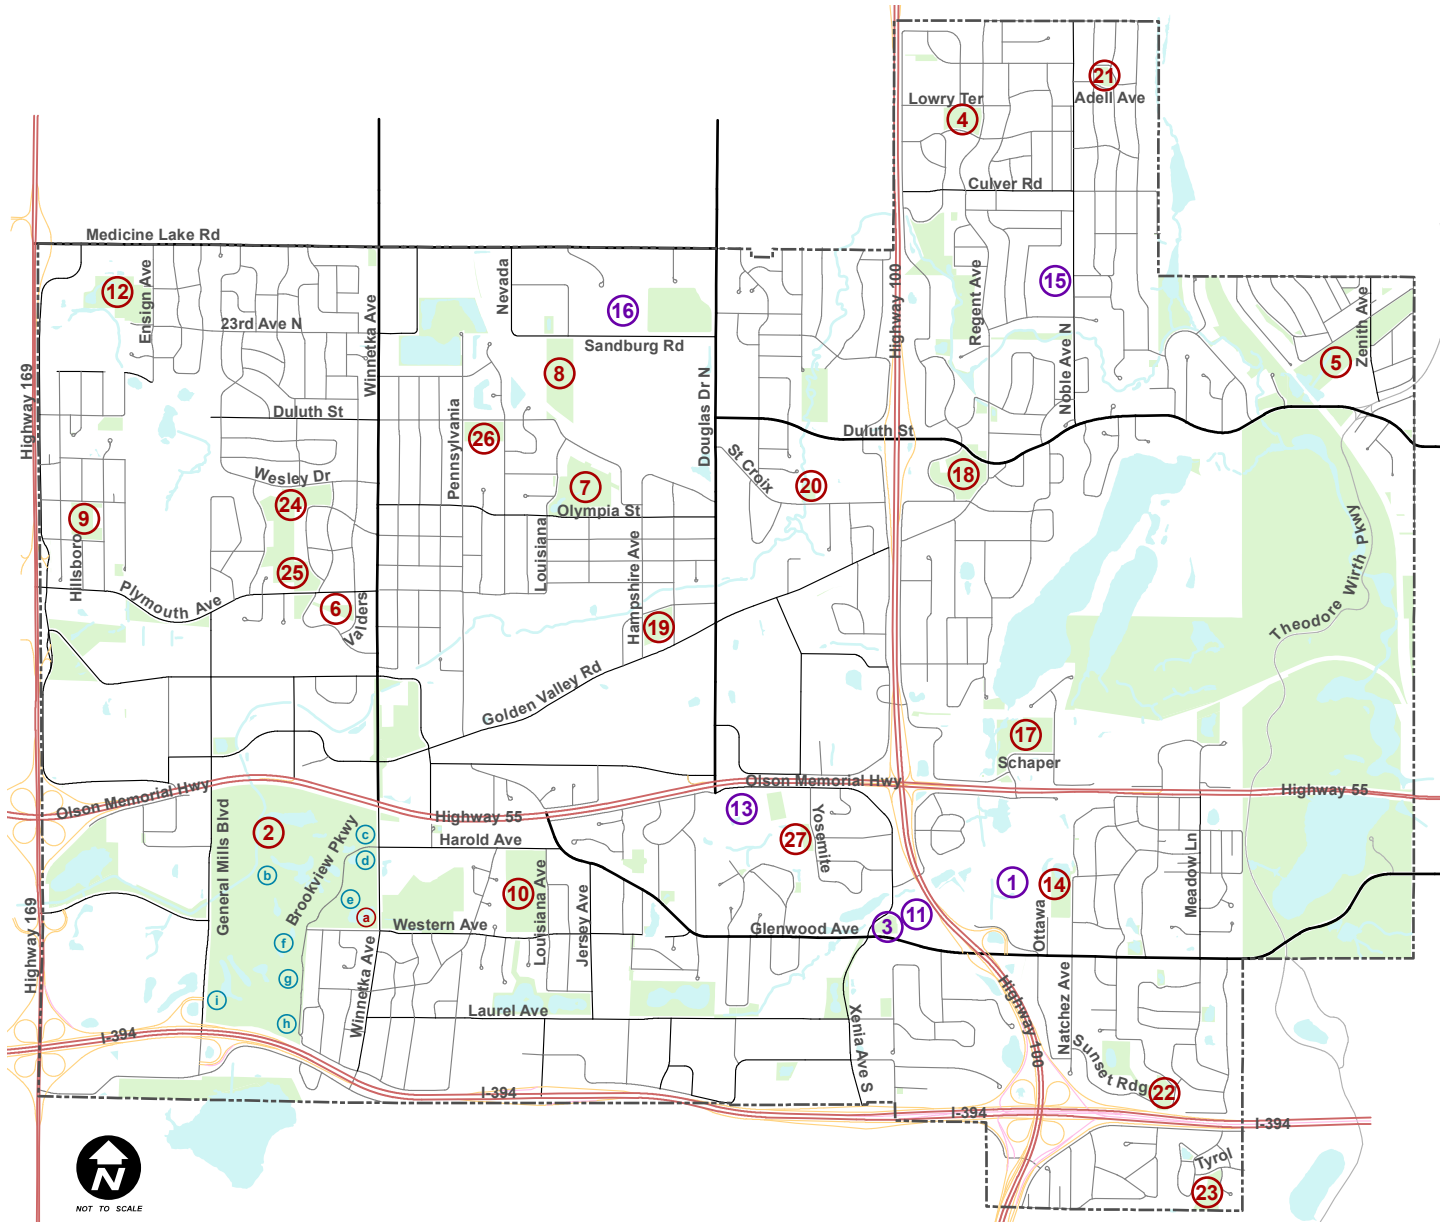 21
Lowry Ter
Adell Ave
4
Culver Rd
Medicine Lake Rd
12
Ensign Ave
23rd Ave N
Winnetka Ave
Nevada
16
Sandburg Rd
Highway 100
Regent Ave
15
Noble Ave N
Zenith Ave
5
Highway 169
8
Duluth St
Pennsylvania
26
Douglas Dr N
Duluth St
St Croix
20
18
Wesley Dr
24
7
Olympia St
9
Hillsboro
25
Plymouth Ave
6
Valders
Louisiana
Hampshire Ave
19
Golden Valley Rd
Theodore Wirth Pkwy
17
Schaper
Olson Memorial Hwy
Olson Memorial Hwy
Highway 55
Highway 55
13
General Mills Blvd
2
Brookview Pkwy
c
d
b
e
a
f
g
i
h
Harold Ave
10
Louisiana Ave
Jersey Ave
Western Ave
Yosemite
27
Glenwood Ave
3
11
1
14
Ottawa
Meadow Ln
Highway 169
Winnetka Ave
Laurel Ave
Xenia Ave S
Highway 100
Natchez Ave
Sunset Rdg
22
I-394
I-394
I-394
I-394
Tyrol
23
N
NOT TO SCALE